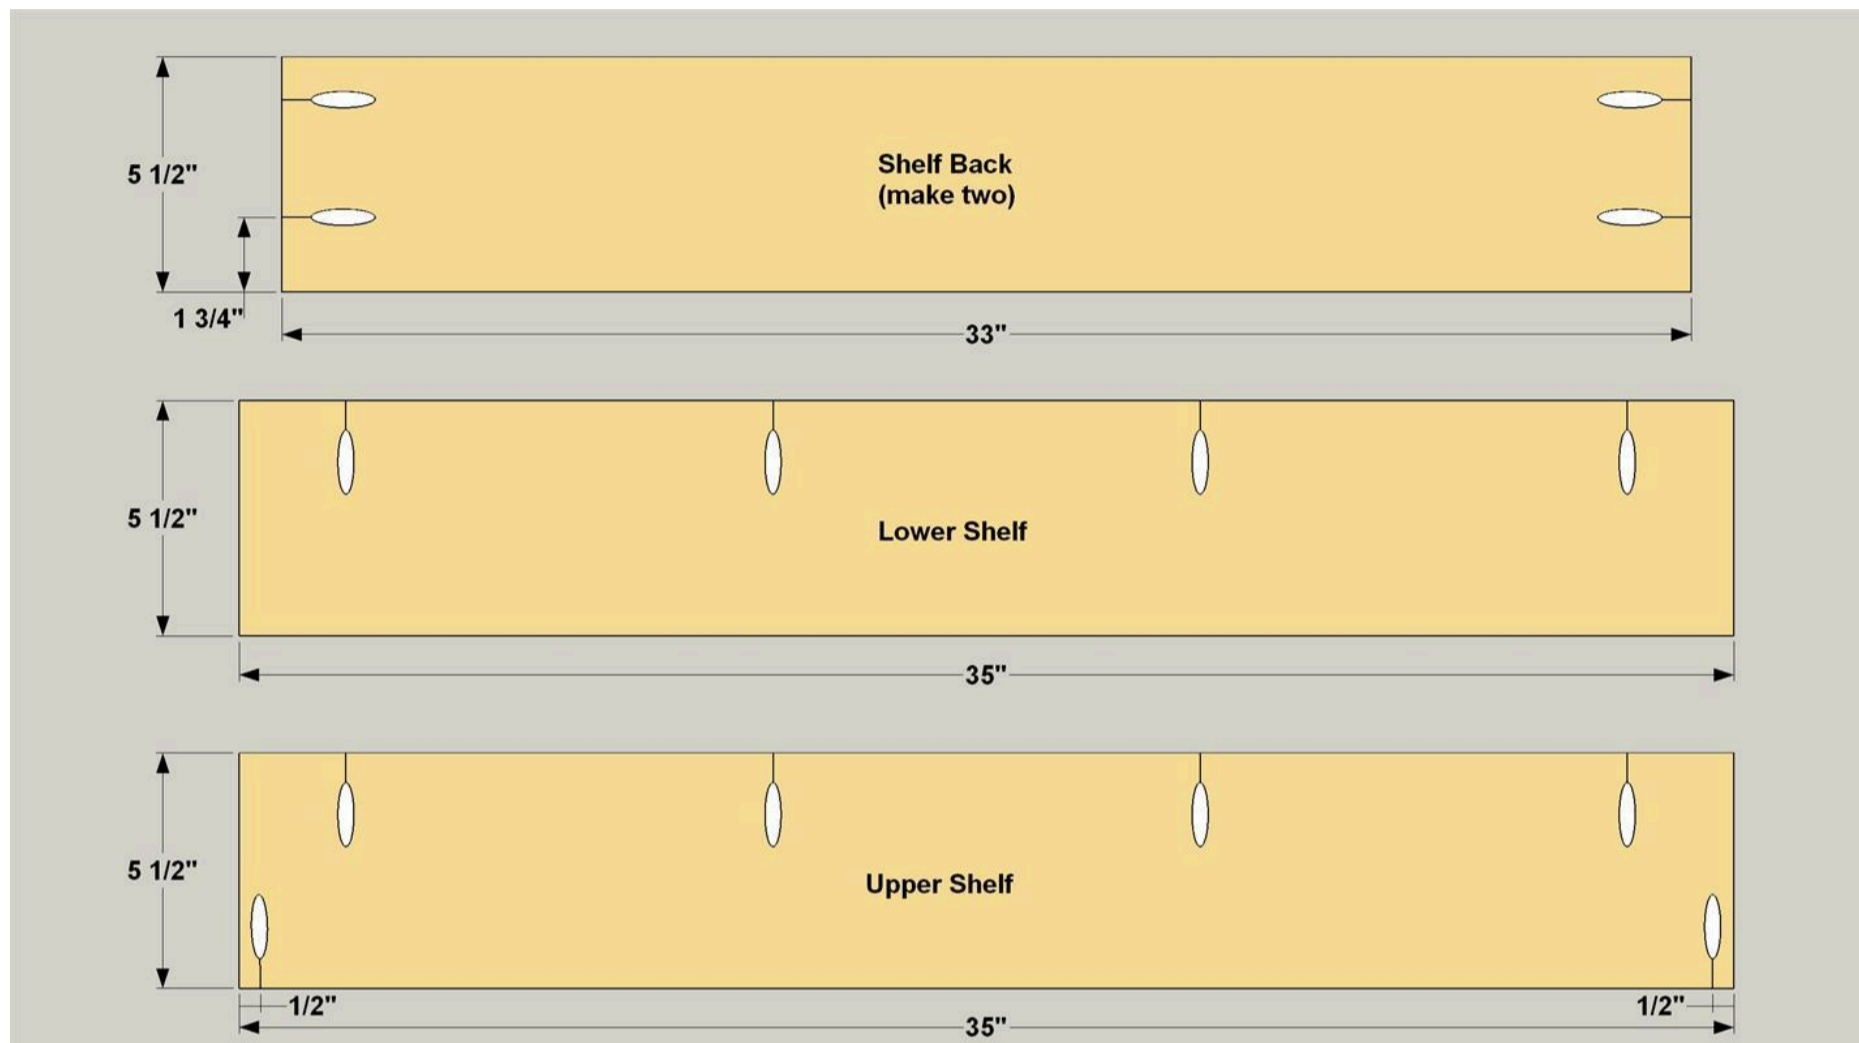 5 1/2"
Shelf Back
(make two)
1 3/4"
33"
5 1/2"
Lower Shelf
35"
5 1/2"
Upper Shelf
1/2"
1/2"
35"